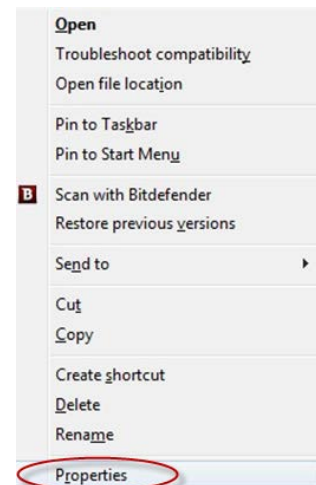 Open
Troubleshoot compatibility
Open file location
Pin to Taskbar
Pin to Start Menu
B Scan with Bitdefender
Restore previous versions
Send to
Cut
Copy
Create shortcut
Delete
Rename
Properties